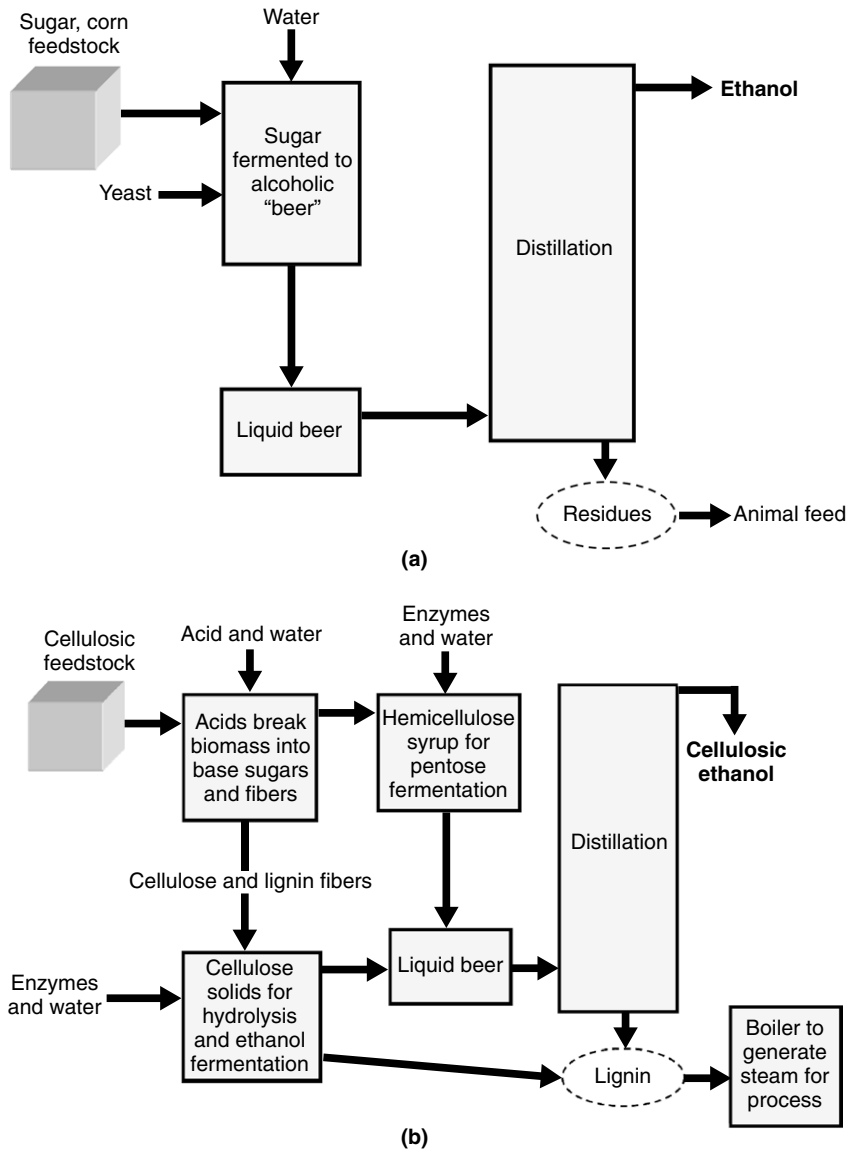 Sugar, corn
feedstock
Water
Sugar
fermented to
alcoholic
“beer”
Yeast
Liquid beer
Distillation
Ethanol
Residues
Animal feed
(a)
Cellulosic
feedstock
Acid and water
Enzymes
and water
Acids break
biomass into
base sugars
and fibers
Hemicellulose
syrup for
pentose
fermentation
Cellulosic
ethanol
Distillation
Cellulose and lignin fibers
Enzymes
and water
Cellulose
solids for
hydrolysis
and ethanol
fermentation
Liquid beer
Lignin
Boiler to
generate
steam for
process
(b)